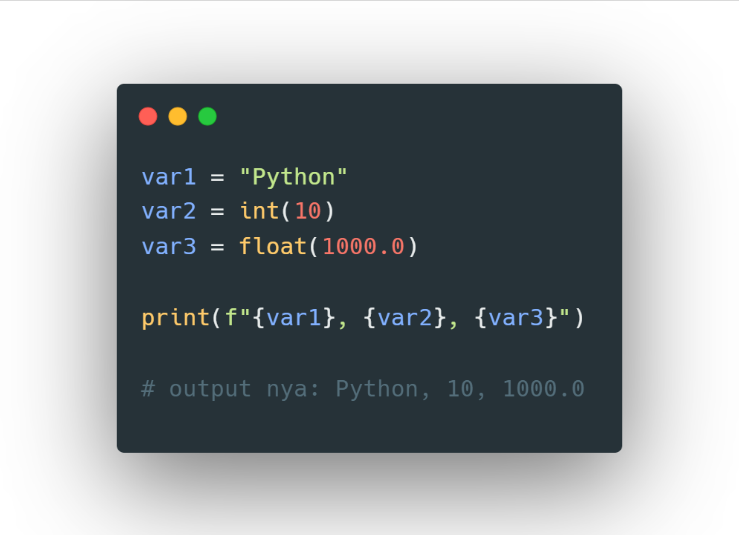 var1 = "Python"
var2 = int(10)
var3 = float(1000.0)
print(f"{var1}, {var2}, {var3}")
# output nya: Python, 10, 1000.0